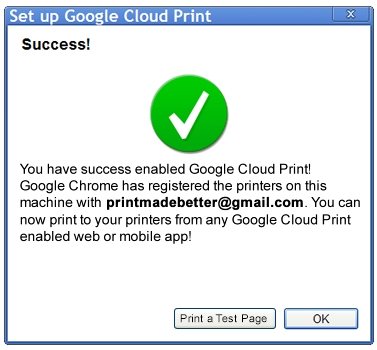 Set up Google Cloud Print
Success!
You have success enabled Google Cloud Print!
Google Chrome has registered the printers on this
machine with printmadebetter@gmail.com. You can
now print to your printers from any Google Cloud Print
enabled web or mobile app!
Print a Test Page
OK